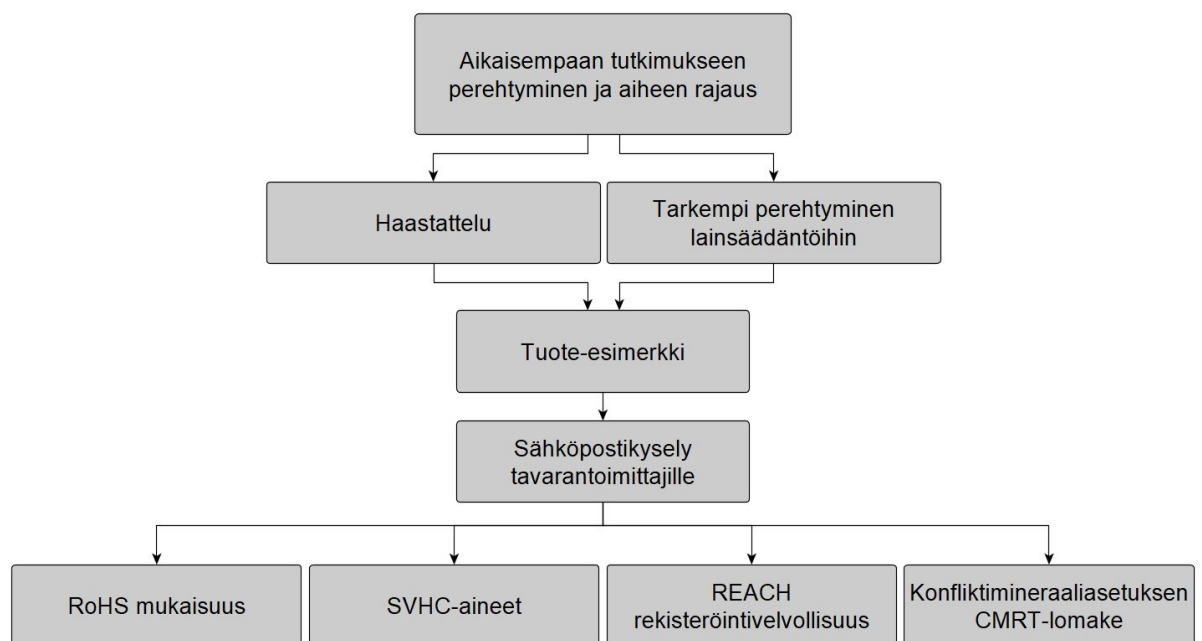 Aikaisempaan tutkimukseen
perehtyminen ja aiheen rajaus
Haastattelu
Tarkempi perehtyminen
lainsäädäntöihin
Tuote-esimerkki
Sähköpostikysely
tavarantoimittajille
RoHS mukaisuus
SVHC-aineet
REACH
rekisteröintivelvollisuus
Konfliktimineraaliasetuksen
CMRT-lomake